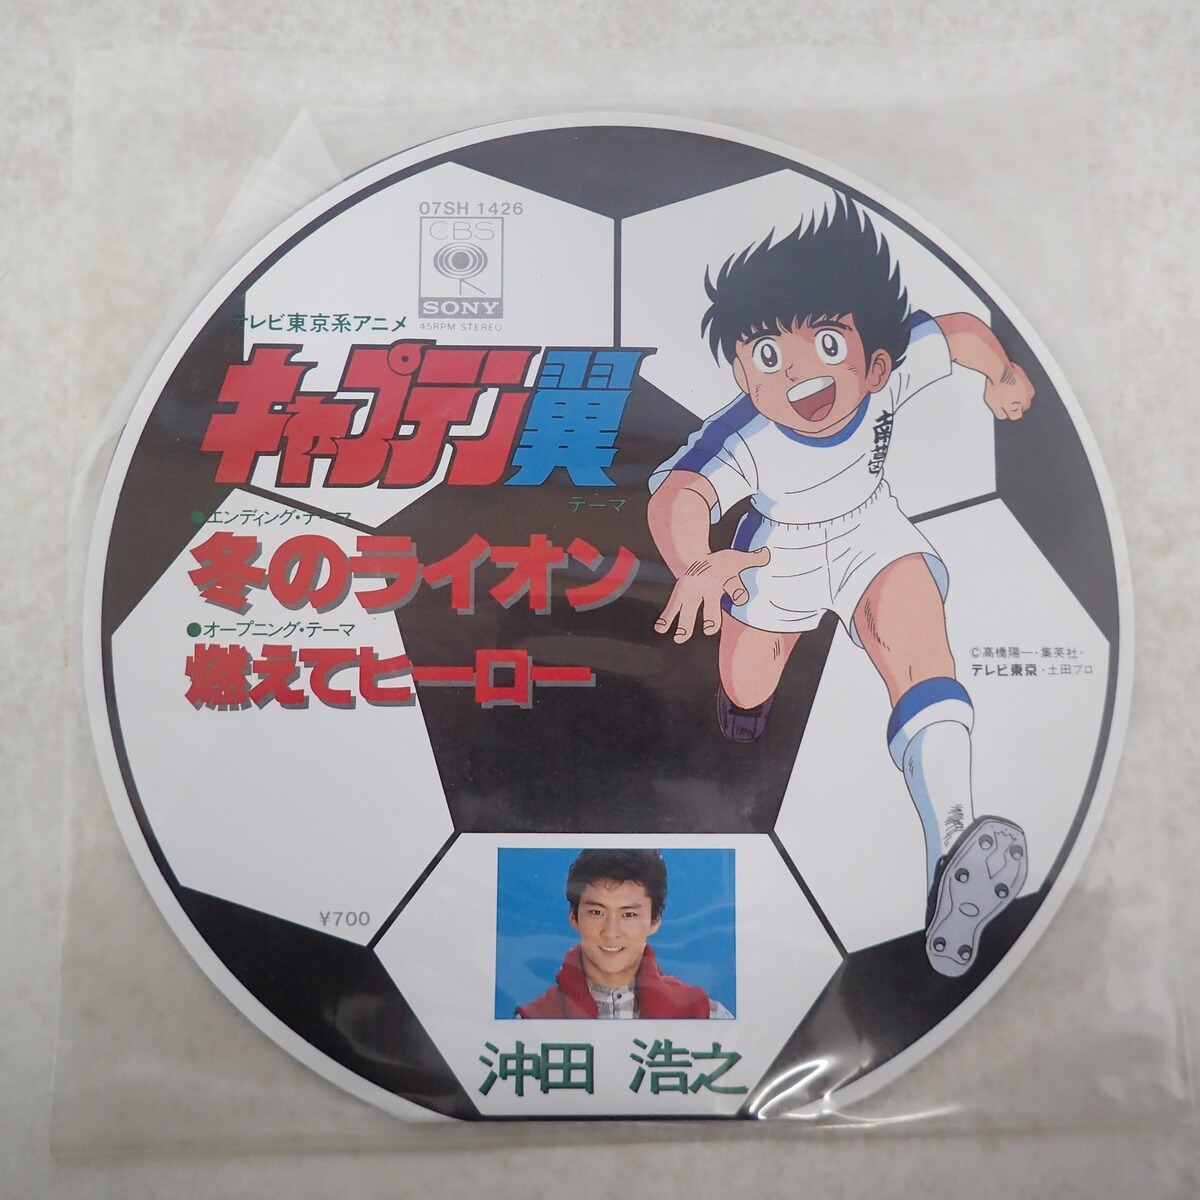 07SH 1426
CBS
SONY
45RPM STEREO
テレビ東京系アニメ
キャプテン翼
テーマ
●エンディング・テーマ
冬のライオン
●オープニング・テーマ
燃えてヒーロー
南葛
©高橋陽一・集英社・
テレビ東京・土田プロ
¥700
沖田 浩之